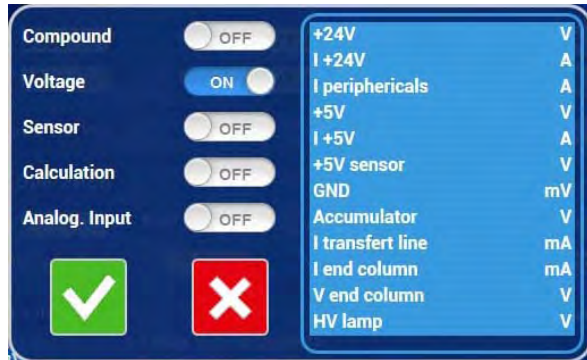 Compound OFF
Voltage ON
Sensor OFF
Calculation OFF
Analog. Input OFF
+24V V
I +24V A
I periphericals A
+5V V
I +5V A
+5V sensor V
GND mV
Accumulator V
I transfert line mA
I end column mA
V end column V
HV lamp V